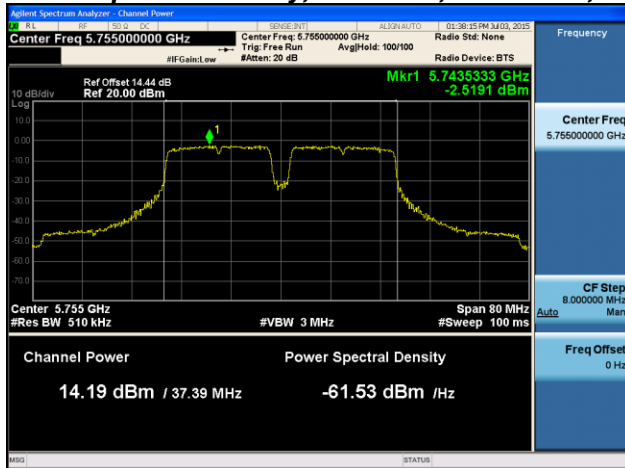 Agilent Spectrum Analyzer - Channel Power
RL RF 50 Ω DC SENSE:INT ALIGN AUTO 01:38:15 PM Jul 03, 2015
Center Freq 5.755000000 GHz
Center Freq: 5.755000000 GHz
Radio Std: None
Trig: Free Run Avg|Hold: 100/100
#IFGain:Low #Atten: 20 dB Radio Device: BTS
Frequency
Mkr1 5.7435333 GHz
-2.5191 dBm
Ref Offset 14.44 dB
10 dB/div Ref 20.00 dBm
Log
10.0
0.00
-10.0
-20.0
-30.0
-40.0
-50.0
-60.0
-70.0
1
Center 5.755 GHz Span 80 MHz
#Res BW 510 kHz #VBW 3 MHz #Sweep 100 ms
Channel Power Power Spectral Density
14.19 dBm / 37.39 MHz -61.53 dBm /Hz
Center Freq
5.755000000 GHz
CF Step
8.000000 MHz
Auto Man
Freq Offset
0 Hz
MSG STATUS